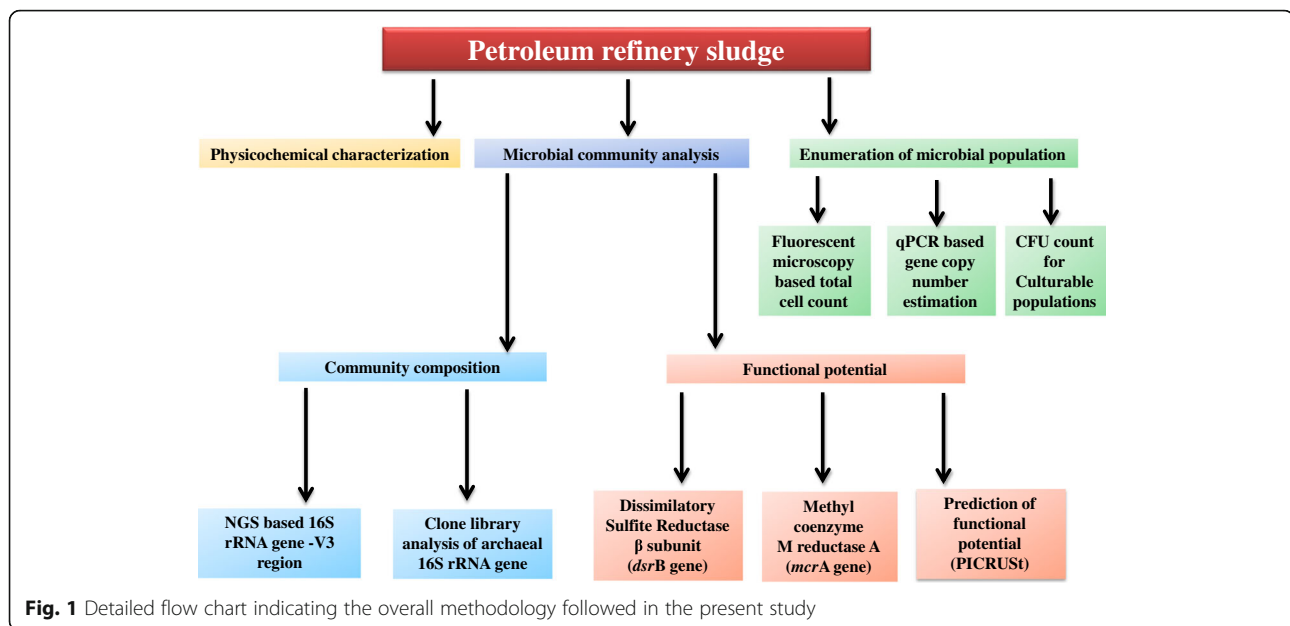 Petroleum refinery sludge
Physicochemical characterization
Microbial community analysis
Enumeration of microbial population
Fluorescent
microscopy
based total
cell count
qPCR based
gene copy
number
estimation
CFU count
for
Culturable
populations
Community composition
Functional potential
NGS based 16S
rRNA gene -V3
region
Clone library
analysis of archaeal
16S rRNA gene
Dissimilatory
Sulfite Reductase
β subunit
(dsrB gene)
Methyl
coenzyme
M reductase A
(mcrA gene)
Prediction of
functional
potential
(PICRUSt)
Fig. 1 Detailed flow chart indicating the overall methodology followed in the present study